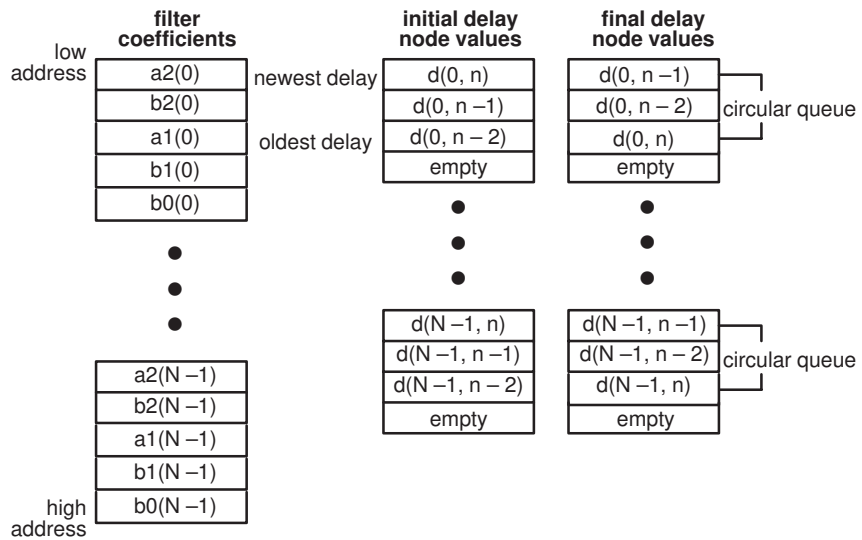 filter
coefficients
initial delay
node values
final delay
node values
low
address
a2(0)
b2(0)
a1(0)
b1(0)
b0(0)
newest delay
oldest delay
d(0, n)
d(0, n –1)
d(0, n – 2)
empty
d(0, n –1)
d(0, n – 2)
d(0, n)
empty
circular queue
a2(N –1)
b2(N –1)
a1(N –1)
b1(N –1)
b0(N –1)
high
address
d(N –1, n)
d(N –1, n –1)
d(N –1, n – 2)
empty
d(N –1, n –1)
d(N –1, n – 2)
d(N –1, n)
empty
circular queue